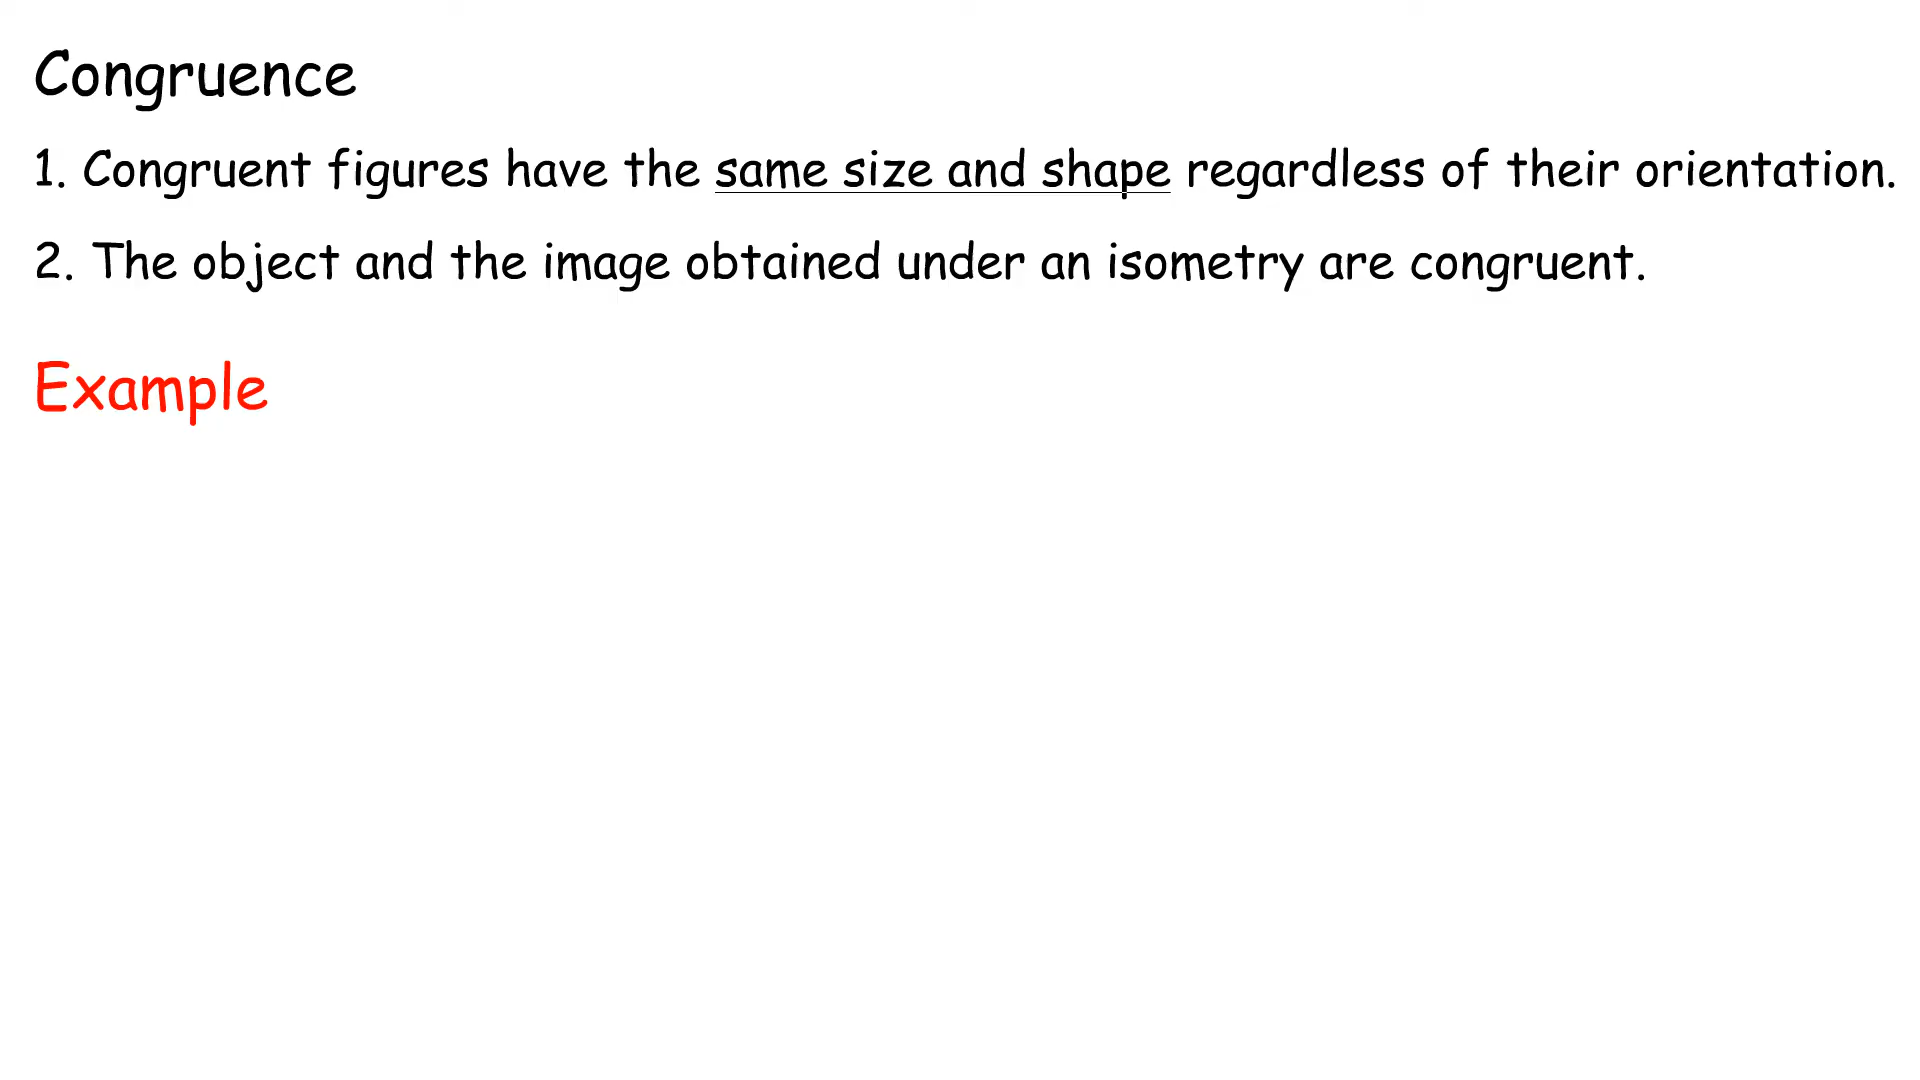 Congruence
1. Congruent figures have the same size and shape regardless of their orientation.
2. The object and the image obtained under an isometry are congruent.
Example